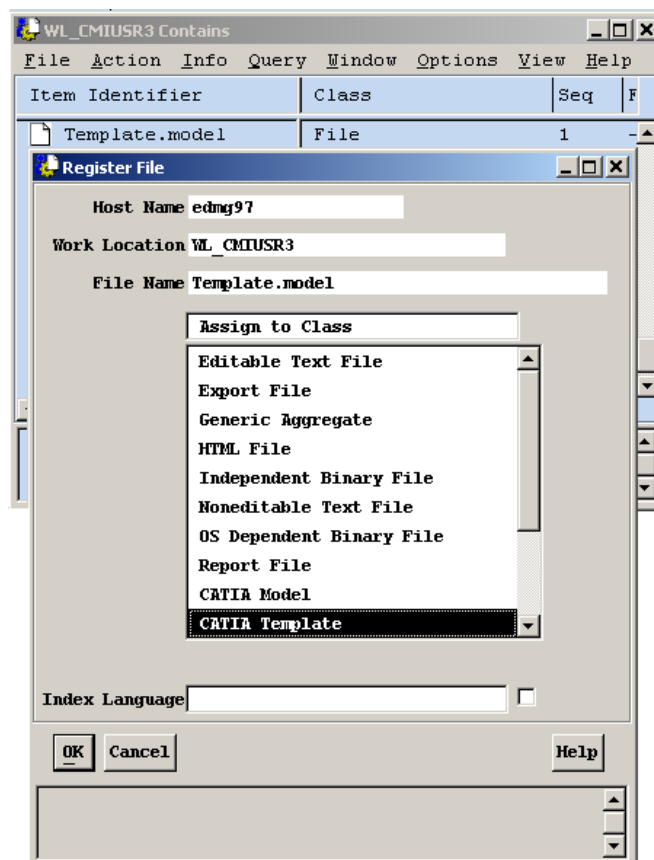 WL_CMIUSR3 Contains
File Action Info Query Window Options View Help
Item Identifier Class Seq F
Template.model File 1 -
Register File
Host Name edmg97
Work Location WL_CMIUSR3
File Name Template.model
Assign to Class
Editable Text File
Export File
Generic Aggregate
HTML File
Independent Binary File
Noneditable Text File
OS Dependent Binary File
Report File
CATIA Model
CATIA Template
Index Language
OK Cancel Help